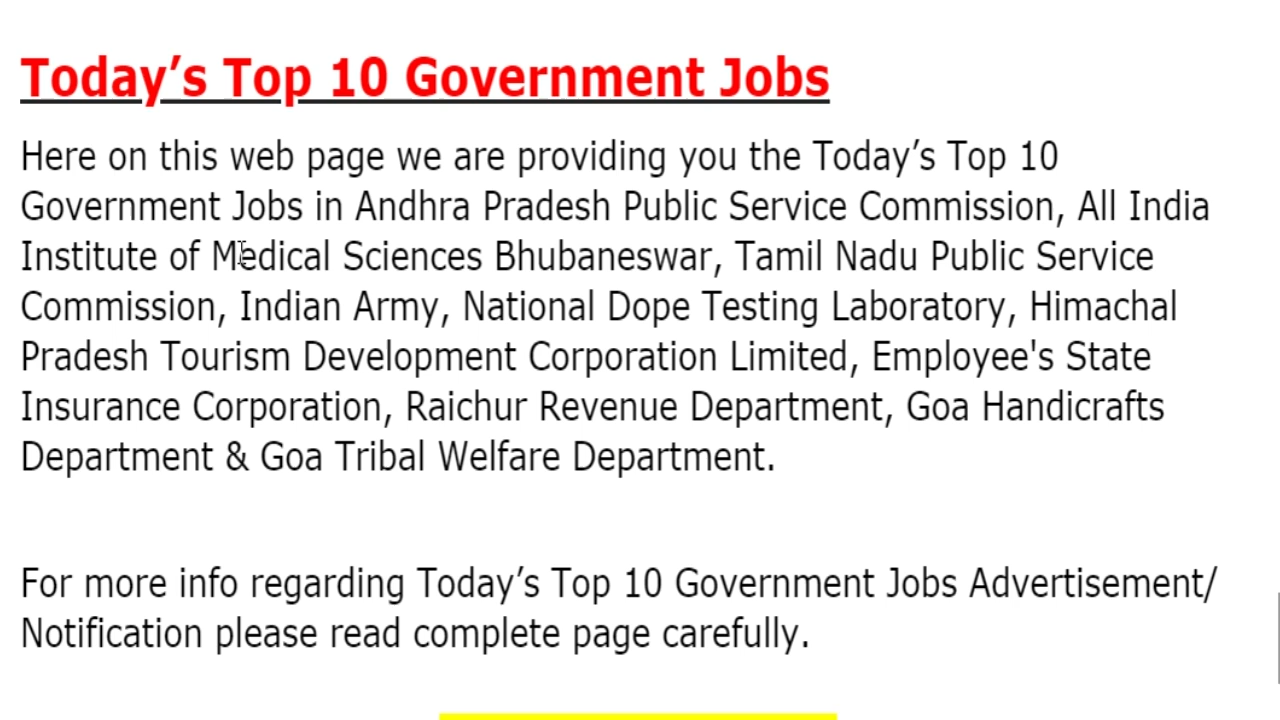 Today’s Top 10 Government Jobs
Here on this web page we are providing you the Today’s Top 10
Government Jobs in Andhra Pradesh Public Service Commission, All India
Institute of Medical Sciences Bhubaneswar, Tamil Nadu Public Service
Commission, Indian Army, National Dope Testing Laboratory, Himachal
Pradesh Tourism Development Corporation Limited, Employee's State
Insurance Corporation, Raichur Revenue Department, Goa Handicrafts
Department & Goa Tribal Welfare Department.
For more info regarding Today’s Top 10 Government Jobs Advertisement/
Notification please read complete page carefully.